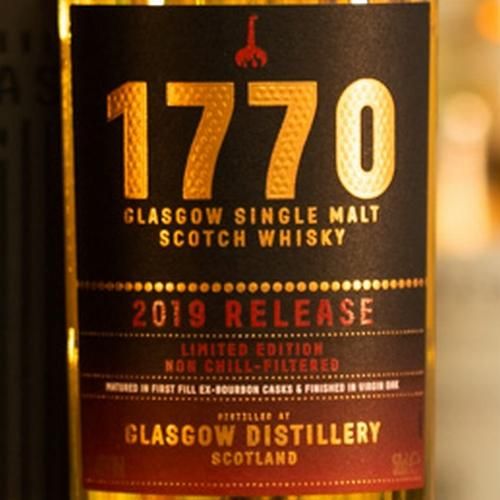 1770
GLASGOW SINGLE MALT
SCOTCH WHISKY
2019 RELEASE
LIMITED EDITION
NON CHILL-FILTERED
MATURED IN FIRST FILL EX-BOURBON CASKS & FINISHED IN VIRGIN OAK
DISTILLED AT
GLASGOW DISTILLERY
SCOTLAND